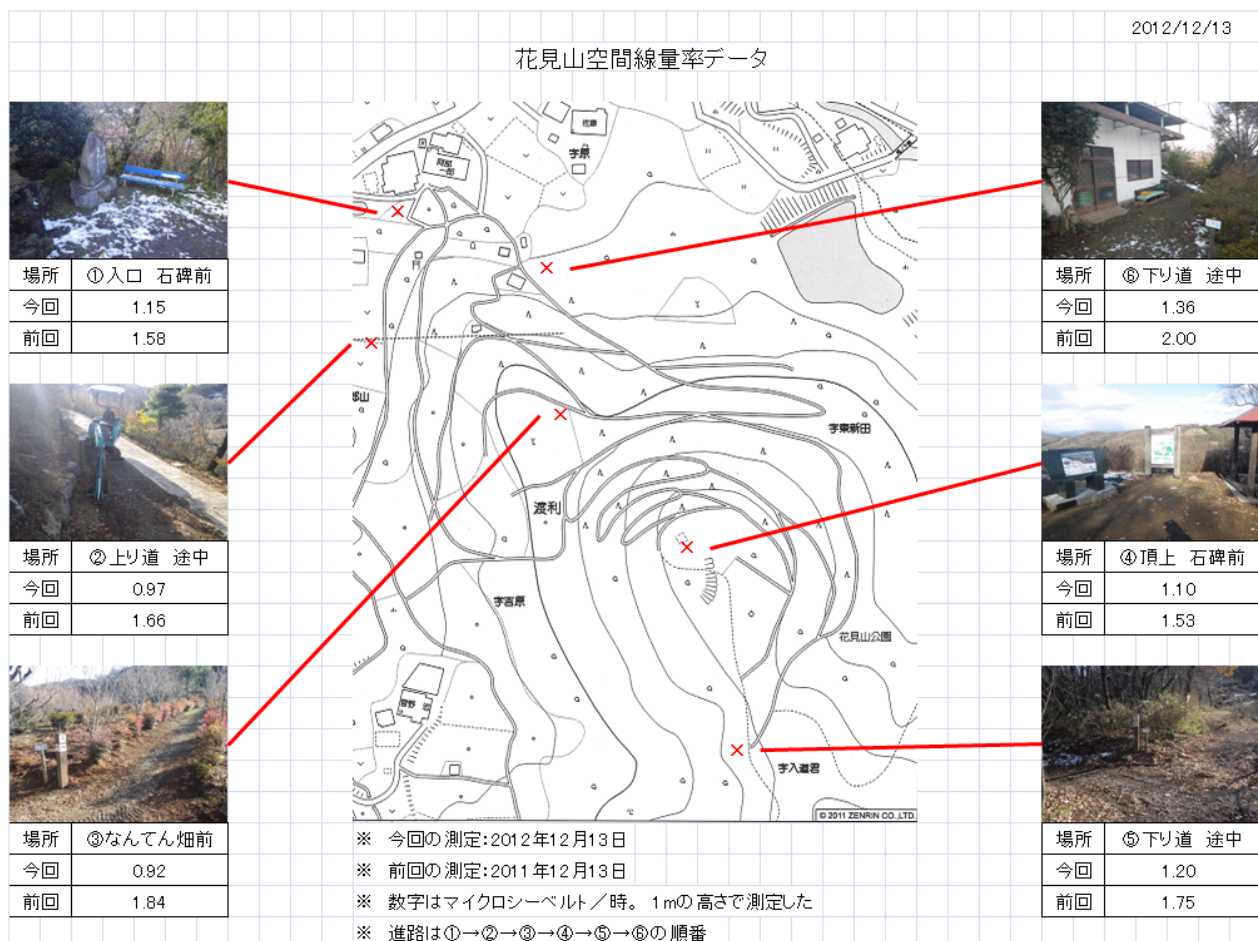 2012/12/13
花見山空間線量率データ
場所 ①入口 石碑前
今回 1.15
前回 1.58
場所 ②上り道 途中
今回 0.97
前回 1.66
場所 ③なんてん畑前
今回 0.92
前回 1.84
佐藤
字原
阿部
一郎
字東新田
渡利
字吉原
花見山公園
菅野
字入道君
© 2011 ZENRIN CO.,LTD.
場所 ⑥下り道 途中
今回 1.36
前回 2.00
場所 ④頂上 石碑前
今回 1.10
前回 1.53
場所 ⑤下り道 途中
今回 1.20
前回 1.75
※ 今回の測定:2012年12月13日
※ 前回の測定:2011年12月13日
※ 数字はマイクロシーベルト/時。 1mの高さで測定した
※ 進路は①→②→③→④→⑤→⑥の順番